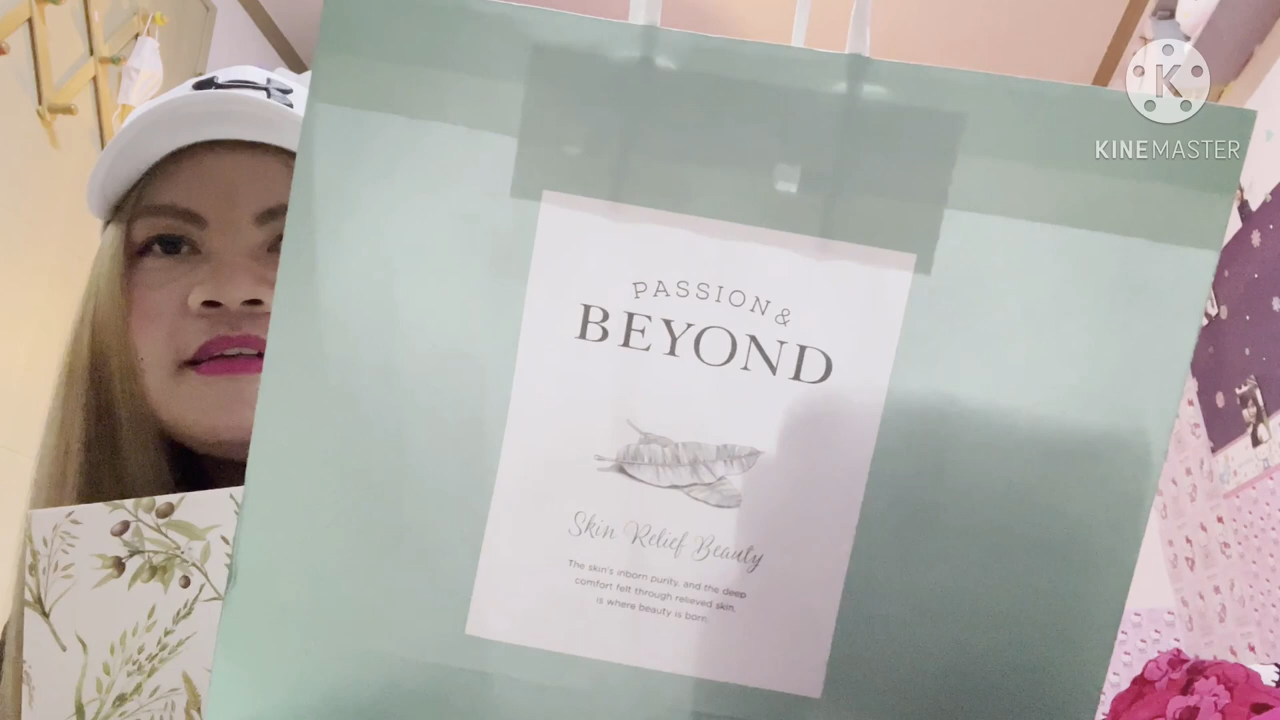 PASSION &
BEYOND
Skin Relief Beauty
The skin's inborn purity, and the deep
comfort felt through relieved skin,
is where beauty is born.
K
KINEMASTER